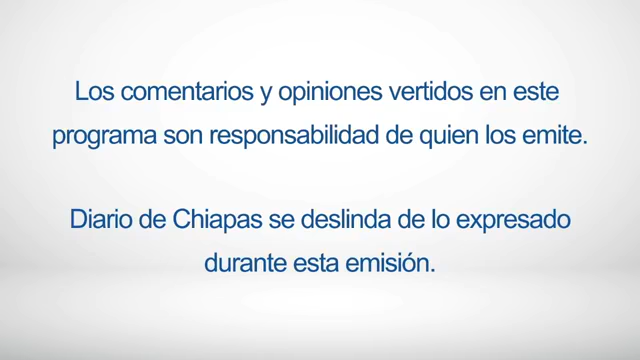 Los comentarios y opiniones vertidos en este
programa son responsabilidad de quien los emite.
Diario de Chiapas se deslinda de lo expresado
durante esta emisión.